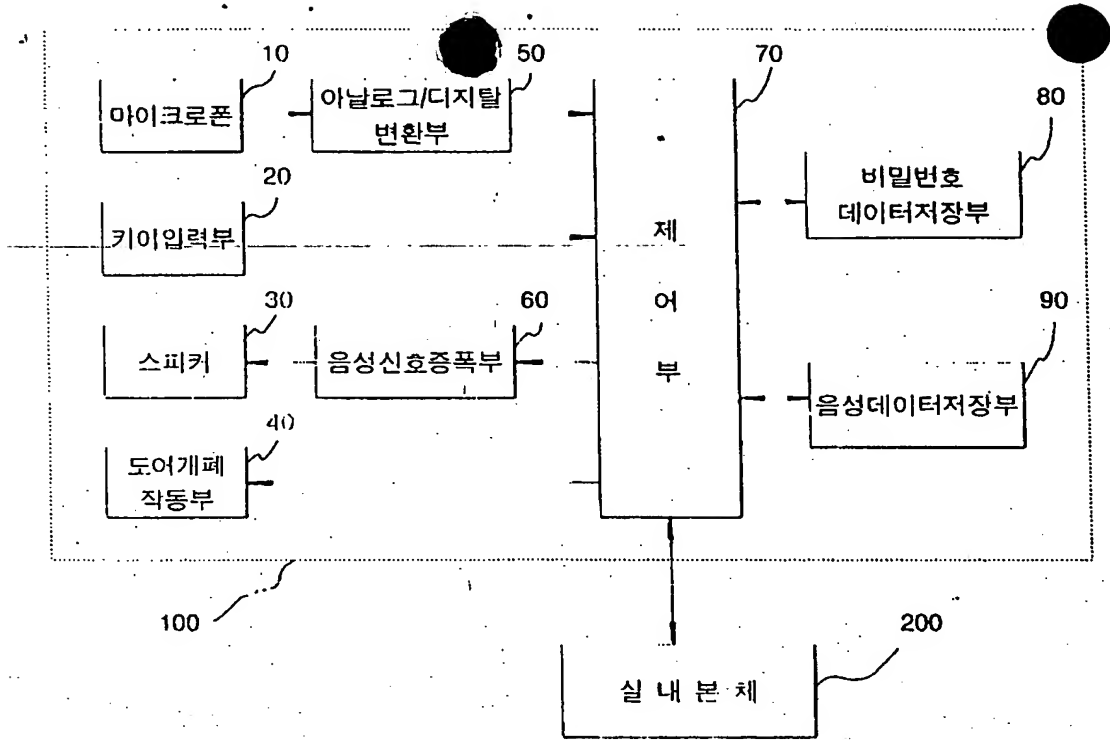 10
마이크로폰
50
아날로그/디지탈
변환부
70
제
어
부
80
비밀번호
데이터저장부
20
키이입력부
30
스피커
60
음성신호증폭부
90
음성데이터저장부
40
도어개폐
작동부
100
200
실내본체